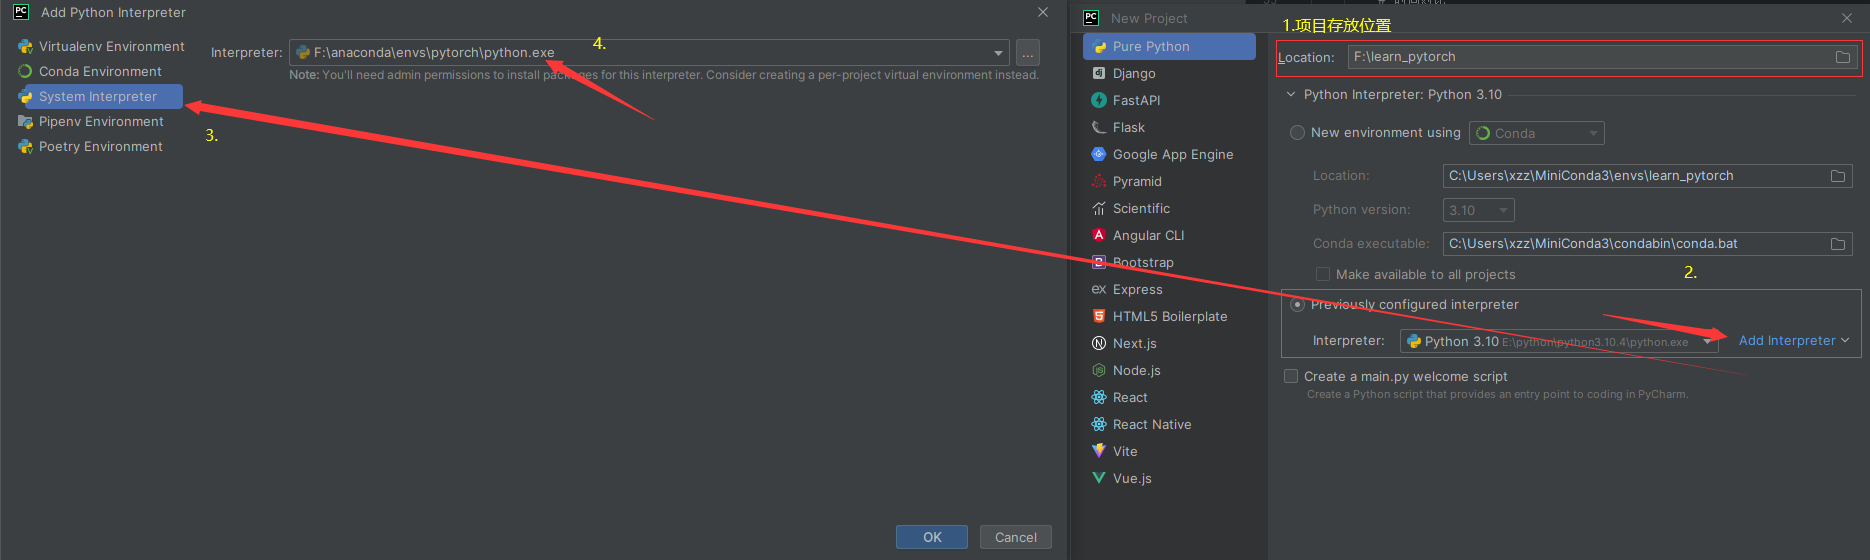 Add Python Interpreter
Virtualenv Environment
Conda Environment
System Interpreter
Pipenv Environment
Poetry Environment
3.
Interpreter: F:\anaconda\envs\pytorch\python.exe
4.
...
Note: You'll need admin permissions to install packages for this interpreter. Consider creating a per-project virtual environment instead.
OK
Cancel
New Project
1.项目存放位置
Pure Python
Django
FastAPI
Flask
Google App Engine
Pyramid
Scientific
Angular CLI
Bootstrap
Express
HTML5 Boilerplate
Next.js
Node.js
React
React Native
Vite
Vue.js
Location: F:\learn_pytorch
Python Interpreter: Python 3.10
New environment using Conda
Location: C:\Users\xzz\MiniConda3\envs\learn_pytorch
Python version: 3.10
Conda executable: C:\Users\xzz\MiniConda3\condabin\conda.bat
Make available to all projects
2.
Previously configured interpreter
Interpreter: Python 3.10 E:\python\python3.10.4\python.exe Add Interpreter
Create a main.py welcome script
Create a Python script that provides an entry point to coding in PyCharm.